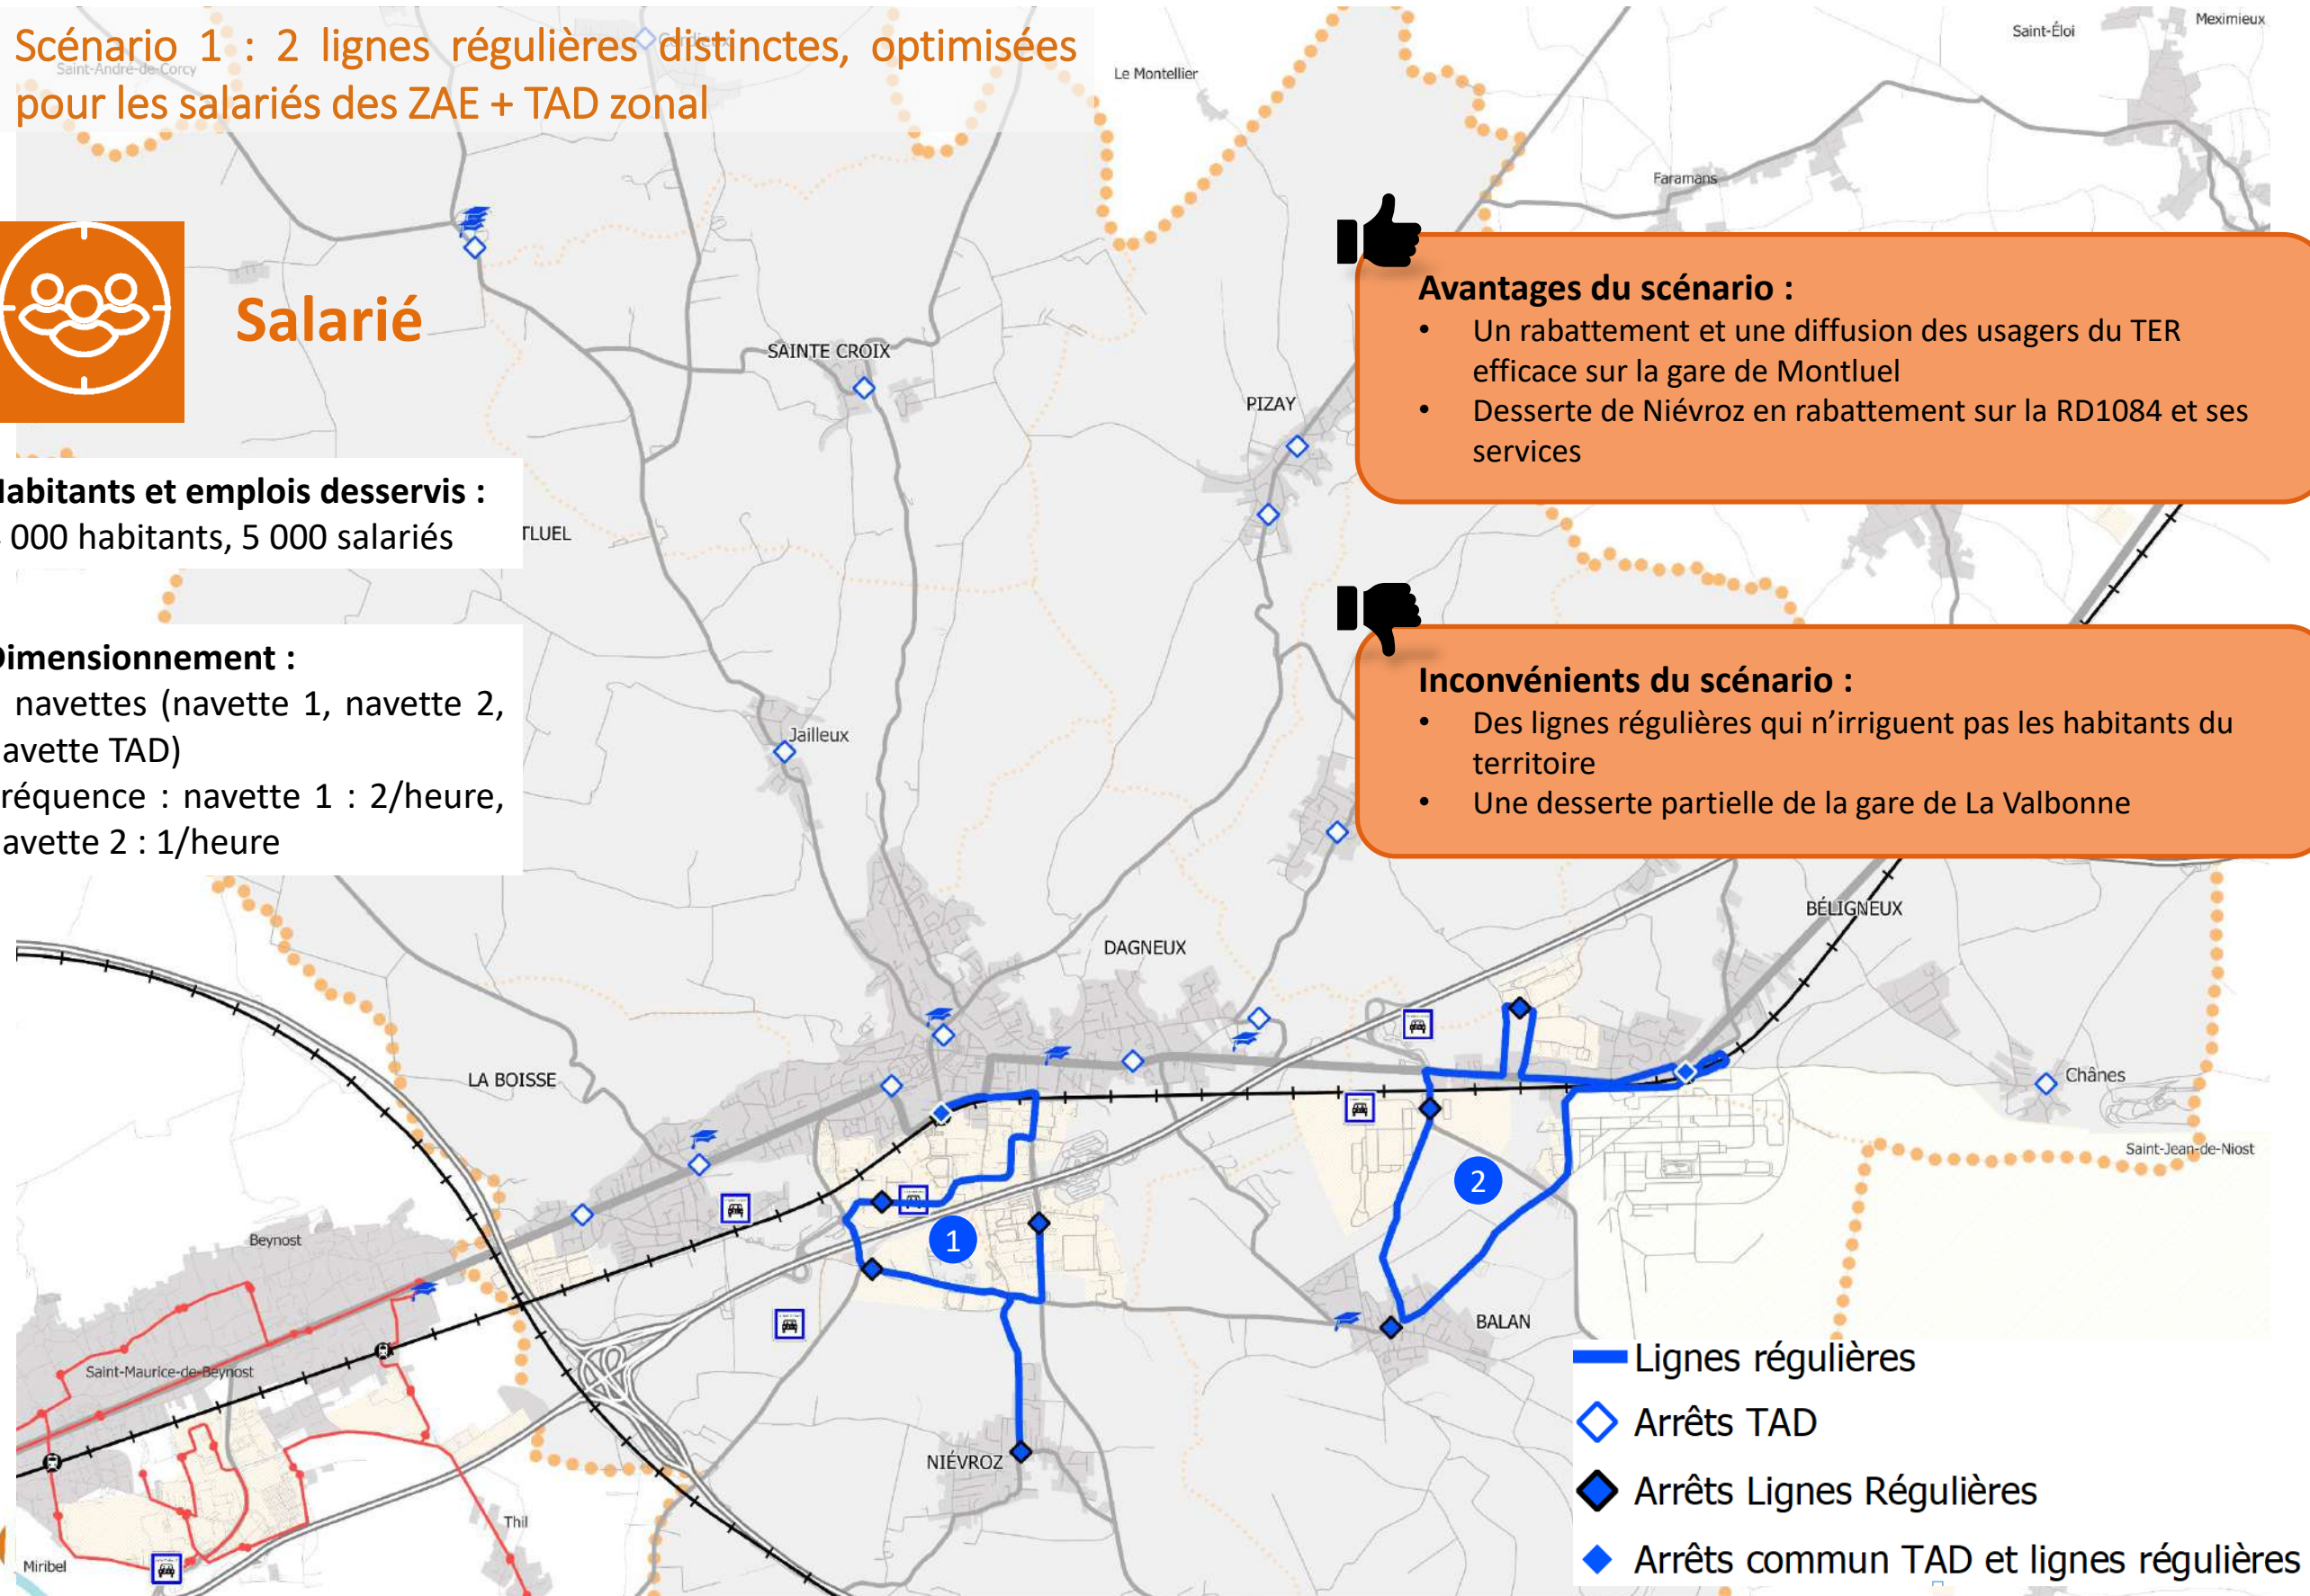 Scénario 1 : 2 lignes régulières distinctes, optimisées
pour les salariés des ZAE + TAD zonal
Saint-André-de-Corcy
Cordieux
Le Montellier
Saint-Éloi
Meximieux
Faramans
Salarié
SAINTE CROIX
PIZAY
Avantages du scénario :
• Un rabattement et une diffusion des usagers du TER
efficace sur la gare de Montluel
• Desserte de Niévroz en rabattement sur la RD1084 et ses
services
abitants et emplois desservis :
000 habitants, 5 000 salariés
TLUEL
imensionnement :
navettes (navette 1, navette 2,
avette TAD)
réquence : navette 1 : 2/heure,
avette 2 : 1/heure
Inconvénients du scénario :
• Des lignes régulières qui n’irriguent pas les habitants du
territoire
• Une desserte partielle de la gare de La Valbonne
Jailleux
BÉLIGNEUX
DAGNEUX
LA BOISSE
Chânes
Saint-Jean-de-Niost
Beynost
1
2
BALAN
Saint-Maurice-de-Beynost
NIÉVROZ
Thil
Miribel
Lignes régulières
Arrêts TAD
Arrêts Lignes Régulières
Arrêts commun TAD et lignes régulières